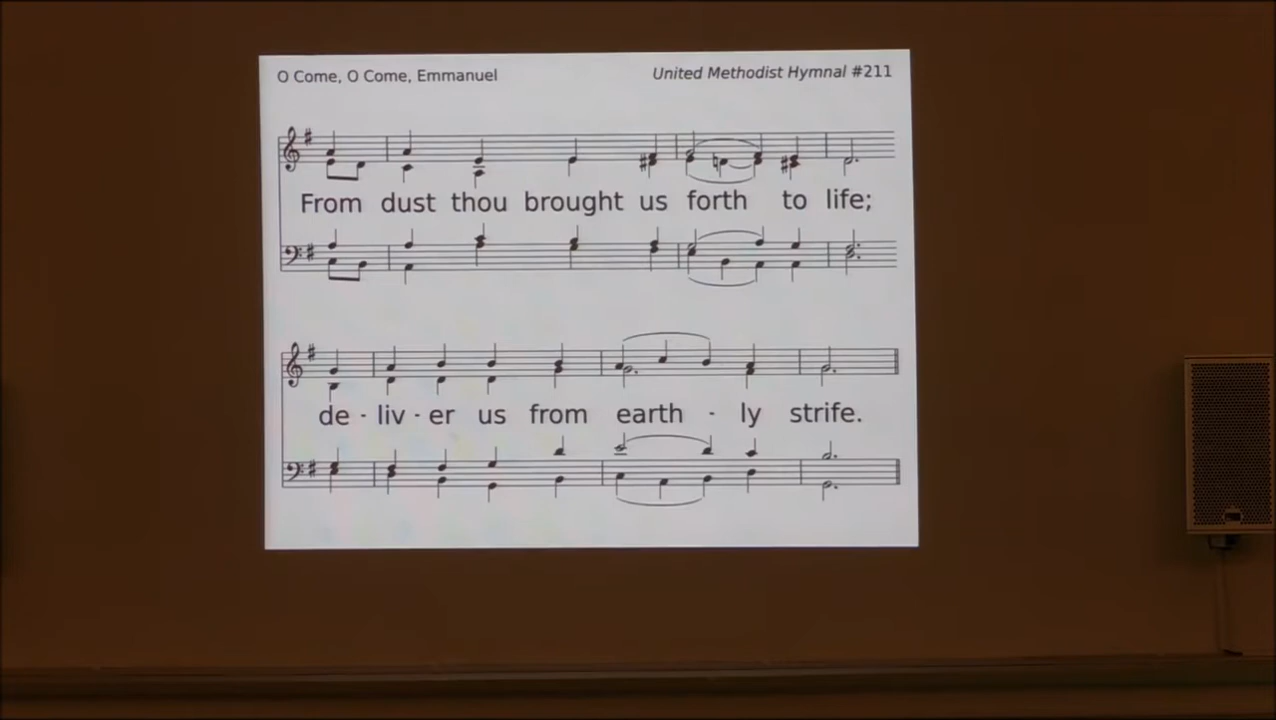 O Come, O Come, Emmanuel
United Methodist Hymnal #211
From dust thou brought us forth to life;
de - liv - er us from earth - ly strife.